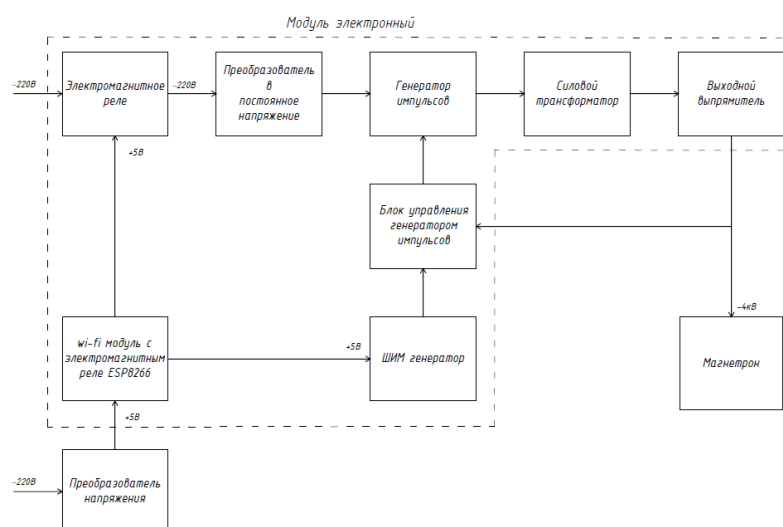 Модуль электронный
~220В
Электромагнитное
реле
~220В
Преобразователь
в
постоянное
напряжение
Генератор
импульсов
Силовой
трансформатор
Выходной
выпрямитель
+5В
Блок управления
генератором
импульсов
-4кВ
wi-fi модуль с
электромагнитным
реле ESP8266
+5В
ШИМ генератор
Магнетрон
+5В
~220В
Преобразователь
напряжения